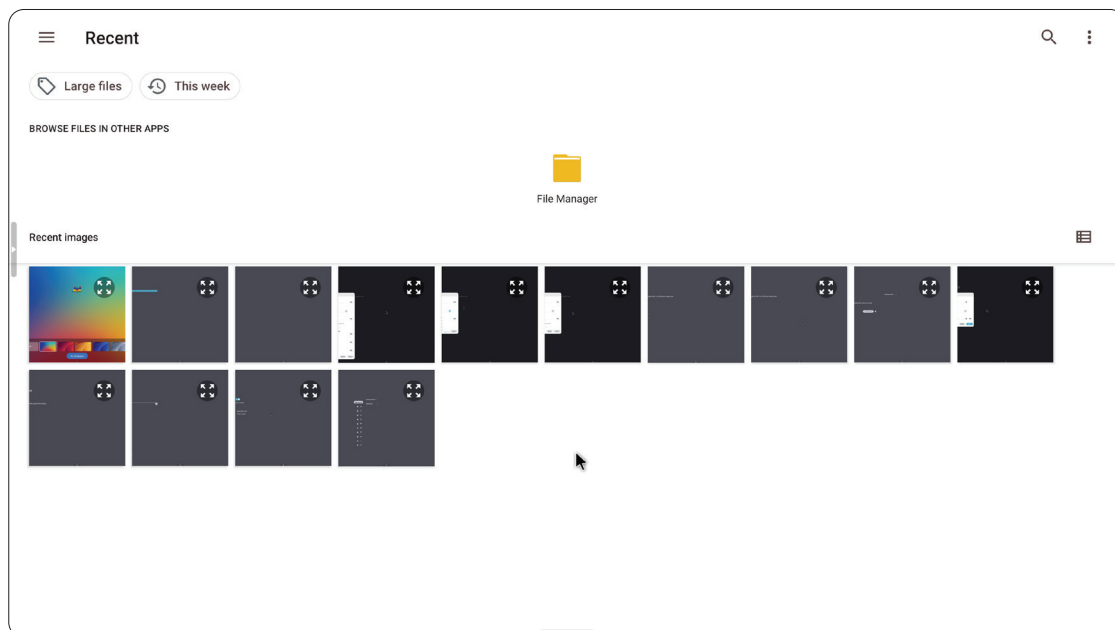 Recent
Large files
This week
BROWSE FILES IN OTHER APPS
File Manager
Recent images